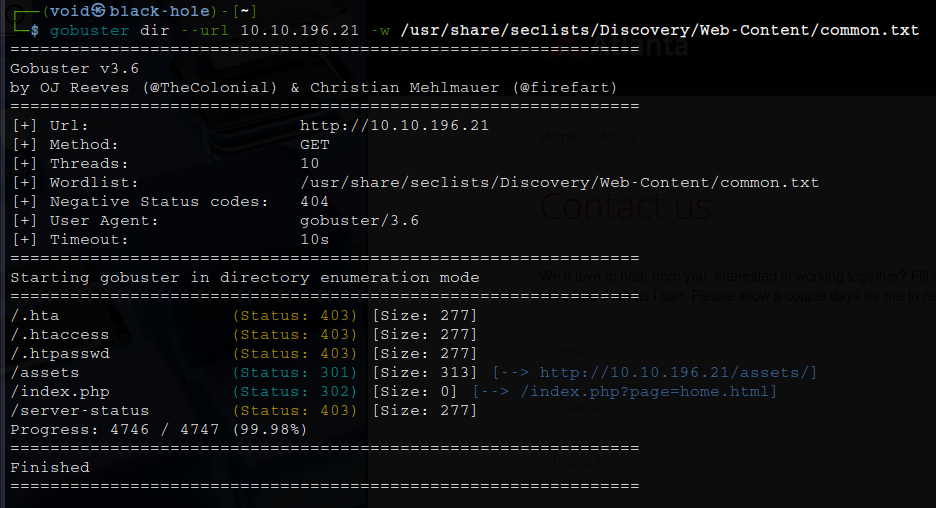 ┌──(void㉿black-hole)-[~]
└─$ gobuster dir --url 10.10.196.21 -w /usr/share/seclists/Discovery/Web-Content/common.txt
===============================================================
Gobuster v3.6
by OJ Reeves (@TheColonial) & Christian Mehlmauer (@firefart)
===============================================================
[+] Url:                     http://10.10.196.21
[+] Method:                  GET
[+] Threads:                 10
[+] Wordlist:                /usr/share/seclists/Discovery/Web-Content/common.txt
[+] Negative Status codes:   404
[+] User Agent:              gobuster/3.6
[+] Timeout:                 10s
===============================================================
Starting gobuster in directory enumeration mode
===============================================================
/.hta                 (Status: 403) [Size: 277]
/.htaccess            (Status: 403) [Size: 277]
/.htpasswd            (Status: 403) [Size: 277]
/assets               (Status: 301) [Size: 313] [--> http://10.10.196.21/assets/]
/index.php            (Status: 302) [Size: 0] [--> /index.php?page=home.html]
/server-status        (Status: 403) [Size: 277]
Progress: 4746 / 4747 (99.98%)
===============================================================
Finished
===============================================================
Home About
Contact us
We'd love to hear from you. Interested in working together? Fill
I can. Please allow a couple days for me to
Name